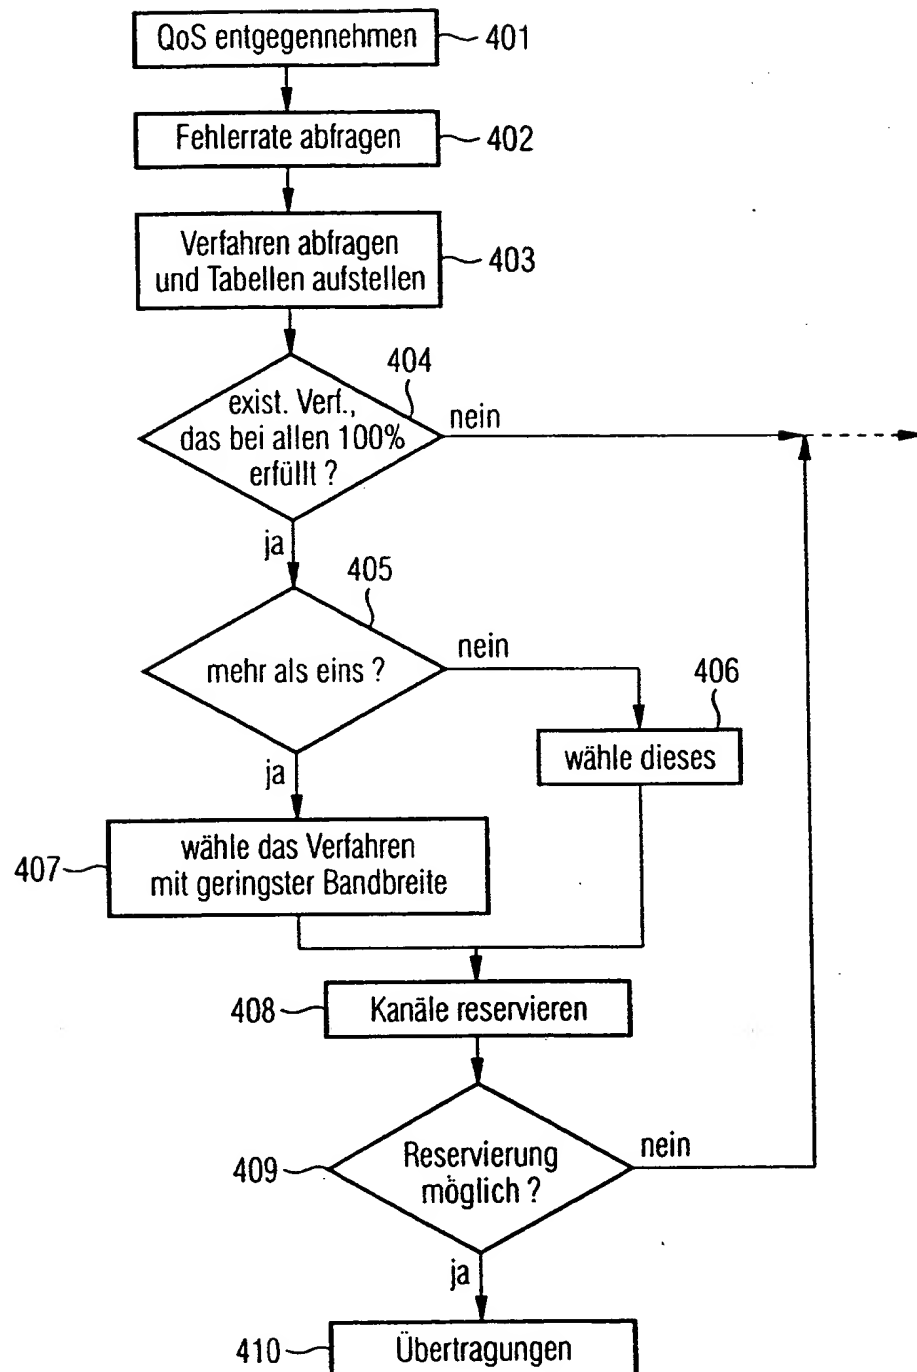 QoS entgegennehmen
401
Fehlerrate abfragen
402
Verfahren abfragen
und Tabellen aufstellen
403
404
exist. Verf.,
das bei allen 100%
erfüllt ?
nein
ja
405
mehr als eins ?
nein
406
wähle dieses
ja
407
wähle das Verfahren
mit geringster Bandbreite
408
Kanäle reservieren
409
Reservierung
möglich ?
nein
ja
410
Übertragungen